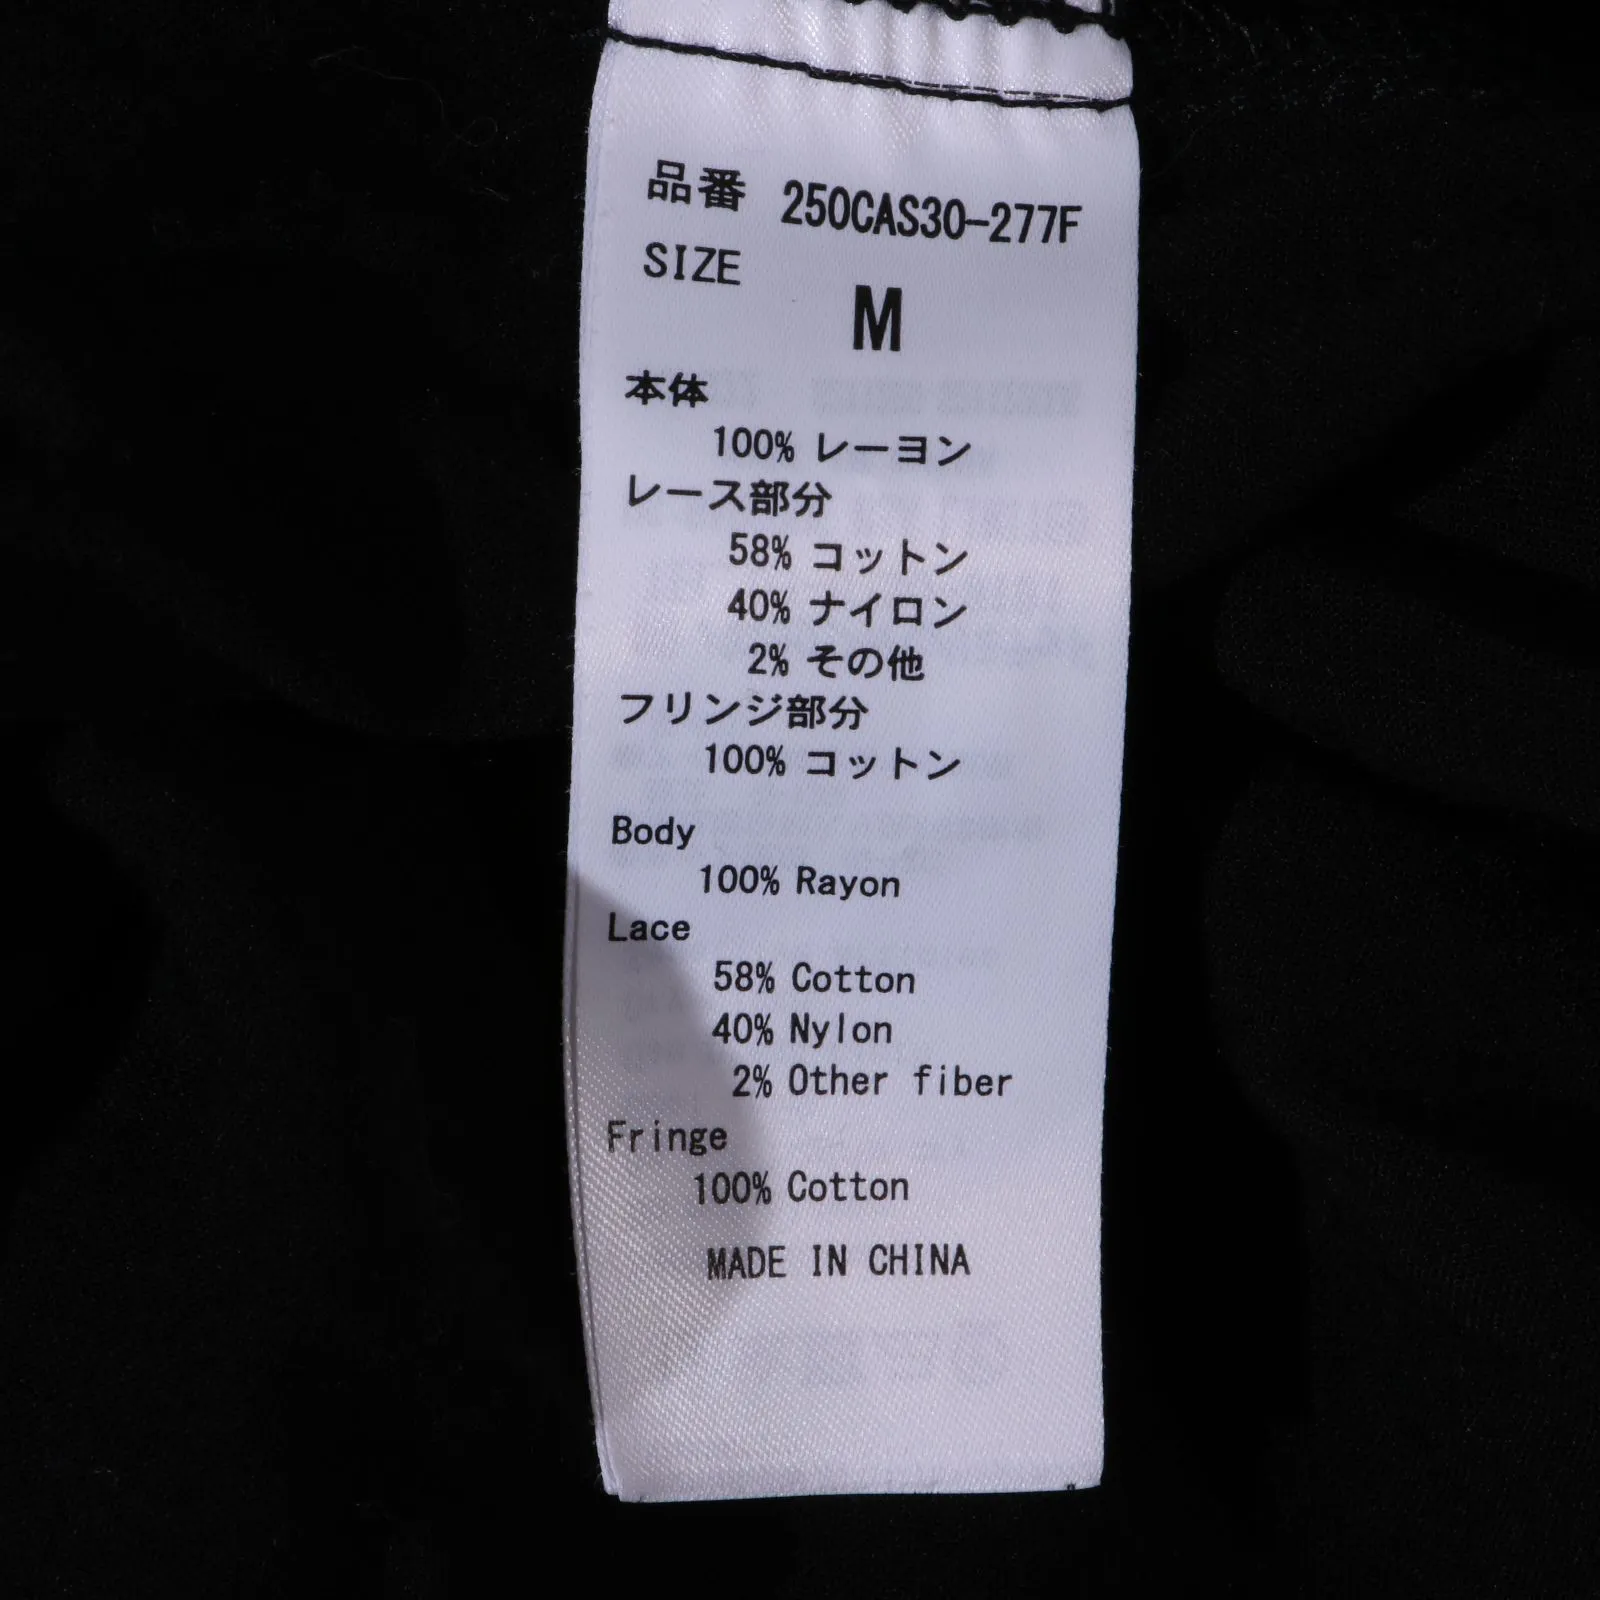 品番 250CAS30-277F
SIZE
M
本体
100% レーヨン
レース部分
58% コットン
40% ナイロン
2% その他
フリンジ部分
100% コットン
Body
100% Rayon
Lace
58% Cotton
40% Nylon
2% Other fiber
Fringe
100% Cotton
MADE IN CHINA